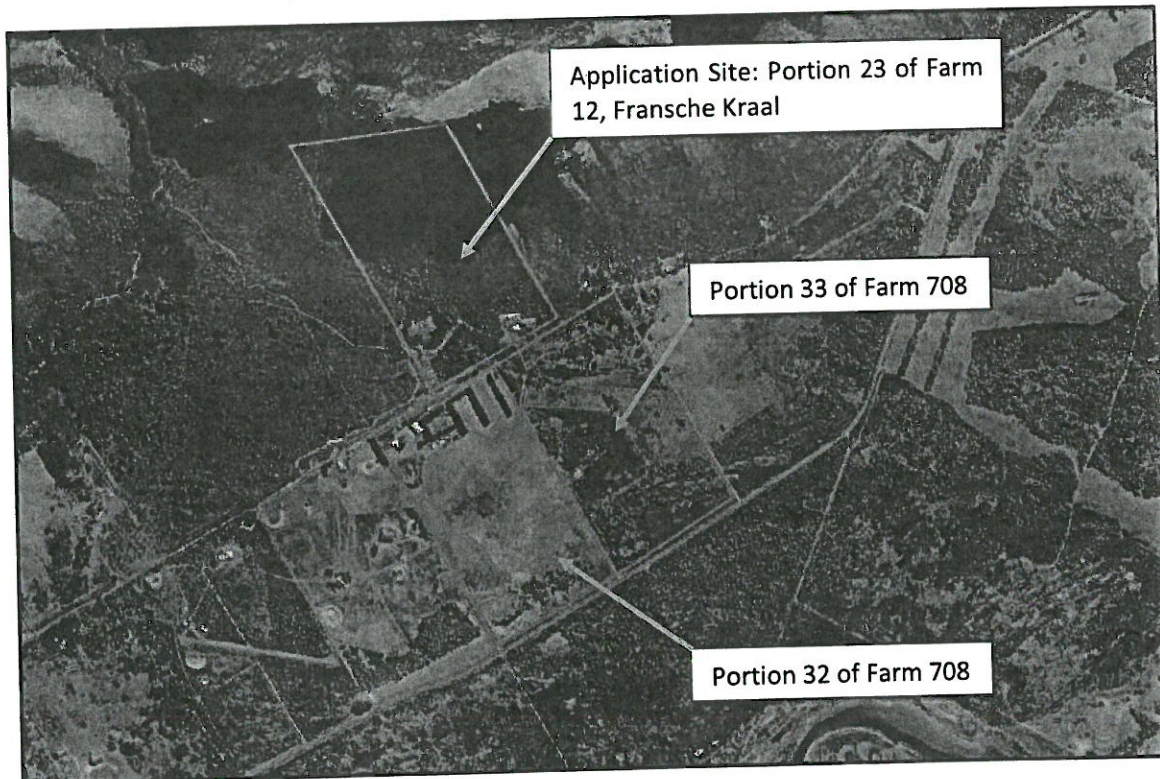 Application Site: Portion 23 of Farm
12, Fransche Kraal
Portion 33 of Farm 708
Portion 32 of Farm 708